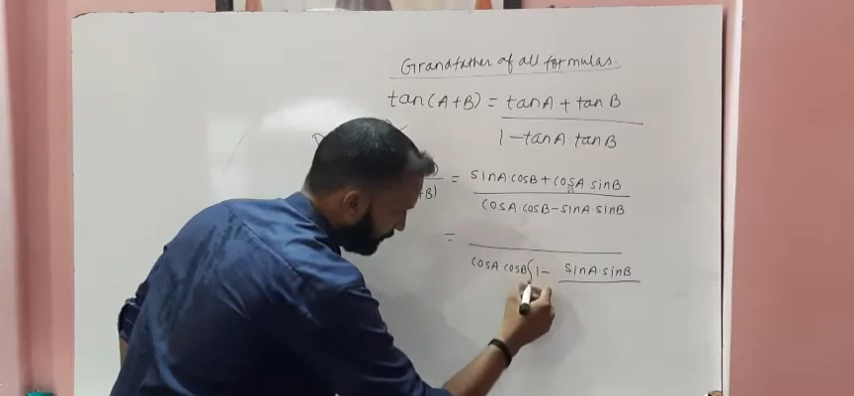 Grandfather of all formulas.
tan(A+B) = tanA + tanB
1-tanA.tanB
= sinA cosB + cosA sinB
+B) cosA.cosB-sinA.sinB
=
cosA cosB(1- sinA.sinB